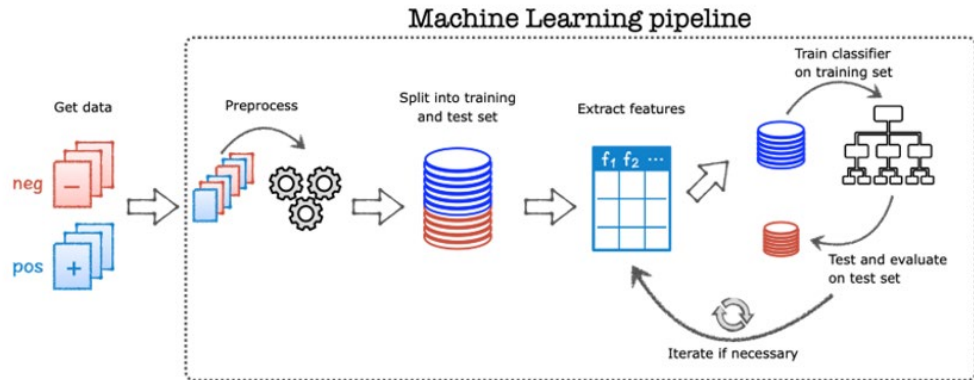 Machine Learning pipeline
Get data
neg
−
pos
+
Preprocess
Split into training
and test set
Extract features
f₁ f₂ ...
Train classifier
on training set
Test and evaluate
on test set
Iterate if necessary